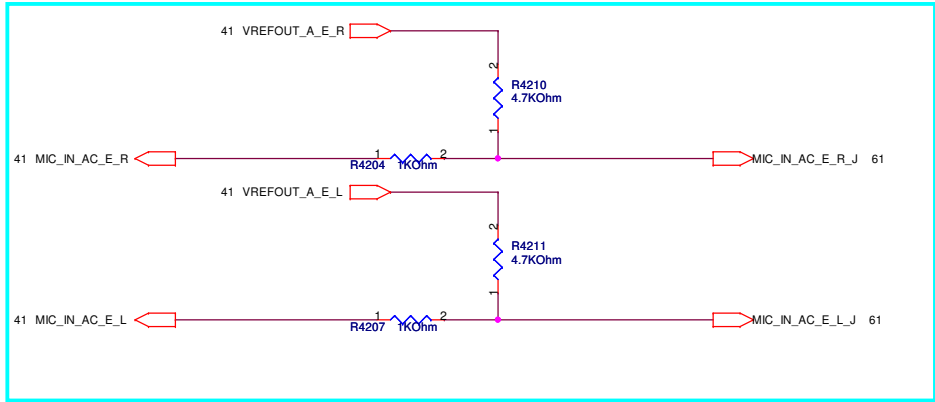 41 VREFOUT_A_E_R
2
R4210
4.7KOhm
1
41 MIC_IN_AC_E_R
1
2
R4204 1KOhm
MIC_IN_AC_E_R_J 61
41 VREFOUT_A_E_L
2
R4211
4.7KOhm
1
41 MIC_IN_AC_E_L
1
2
R4207 1KOhm
MIC_IN_AC_E_L_J 61